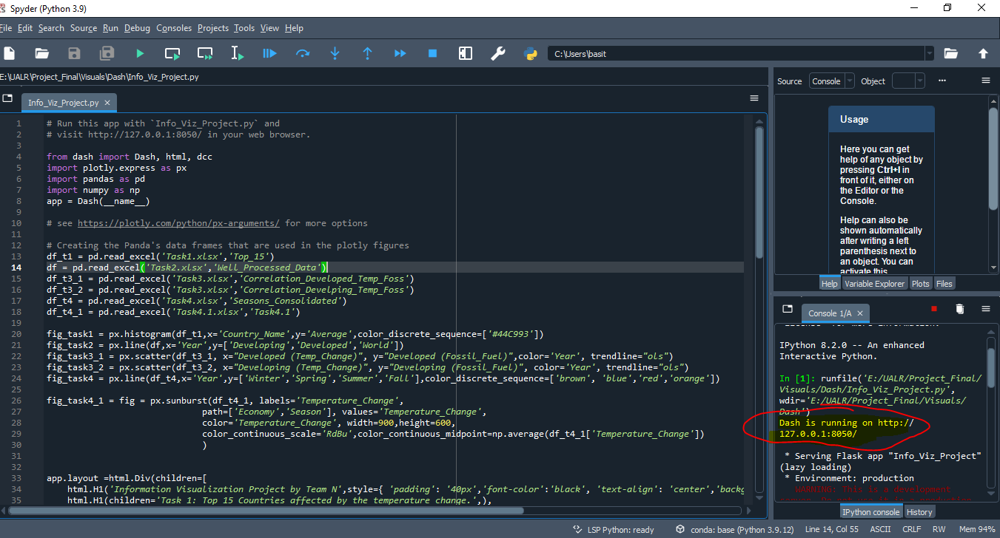 Spyder (Python 3.9)
File Edit Search Source Run Debug Consoles Projects Tools View Help
C:\Users\basit
E:\UALR\Project_Final\Visuals\Dash\Info_Viz_Project.py
Info_Viz_Project.py
1 # Run this app with `Info_Viz_Project.py` and
2 # visit http://127.0.0.1:8050/ in your web browser.
3
4 from dash import Dash, html, dcc
5 import plotly.express as px
6 import pandas as pd
7 import numpy as np
8 app = Dash(__name__)
9
10 # see https://plotly.com/python/px-arguments/ for more options
11
12 # Creating the Panda's data frames that are used in the plotly figures
13 df_t1 = pd.read_excel('Task1.xlsx','Top_15')
14 df = pd.read_excel('Task2.xlsx','Well_Processed_Data')
15 df_t3_1 = pd.read_excel('Task3.xlsx','Correlation_Developed_Temp_Foss')
16 df_t3_2 = pd.read_excel('Task3.xlsx','Correlation_Develping_Temp_Foss')
17 df_t4 = pd.read_excel('Task4.xlsx','Seasons_Consolidated')
18 df_t4_1 = pd.read_excel('Task4.1.xlsx','Task4.1')
19
20 fig_task1 = px.histogram(df_t1,x='Country_Name',y='Average',color_discrete_sequence=['#44C993'])
21 fig_task2 = px.line(df,x='Year',y=['Developing','Developed','World'])
22 fig_task3_1 = px.scatter(df_t3_1, x="Developed (Temp_Change)", y="Developed (Fossil_Fuel)",color='Year', trendline="ols")
23 fig_task3_2 = px.scatter(df_t3_2, x="Developing (Temp_Change)", y="Developing (Fossil_Fuel)", color='Year', trendline="ols")
24 fig_task4 = px.line(df_t4,x='Year',y=['Winter','Spring','Summer','Fall'],color_discrete_sequence=['brown', 'blue','red','orange'])
25
26 fig_task4_1 = fig = px.sunburst(df_t4_1, labels='Temperature_Change',
27 path=['Economy','Season'], values='Temperature_Change',
28 color='Temperature_Change', width=900,height=600,
29 color_continuous_scale='RdBu',color_continuous_midpoint=np.average(df_t4_1['Temperature_Change'])
30 )
31
32
33 app.layout =html.Div(children=[
34 html.H1('Information Visualization Project by Team N',style={ 'padding': '40px','font-color':'black', 'text-align': 'center','backg
35 html.H1(children='Task 1: Top 15 Countries affected by the temperature change.',),
Source Console Object
Usage
Here you can get
help of any object by
pressing Ctrl+I in
front of it, either on
the Editor or the
Console.
Help can also be
shown automatically
after writing a left
parenthesis next to
an object. You can
activate this
Help Variable Explorer Plots Files
Console 1/A
license for more information.
IPython 8.2.0 -- An enhanced
Interactive Python.
In [1]: runfile('E:/UALR/Project_Final/
Visuals/Dash/Info_Viz_Project.py',
wdir='E:/UALR/Project_Final/Visuals/
Dash')
Dash is running on http://
127.0.0.1:8050/
* Serving Flask app "Info_Viz_Project"
(lazy loading)
* Environment: production
WARNING: This is a development
server. Do not use it in a production
IPython console History
LSP Python: ready conda: base (Python 3.9.12) Line 14, Col 55 ASCII CRLF RW Mem 94%